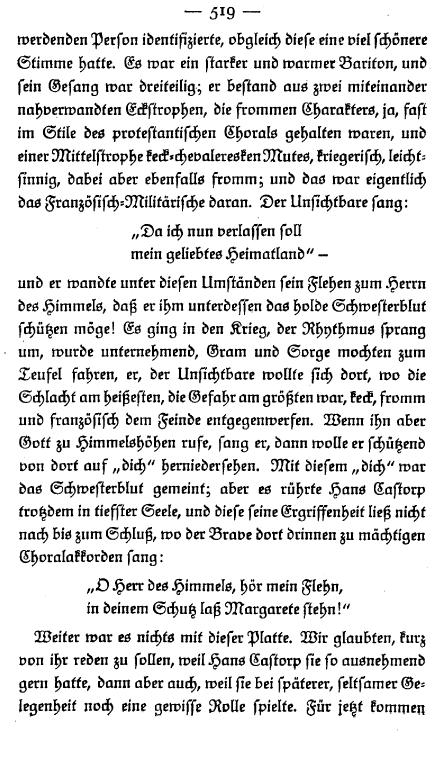 — 519 —
werdenden Person identifizierte, obgleich diese eine viel schönere
Stimme hatte. Es war ein starker und warmer Bariton, und
sein Gesang war dreiteilig; er bestand aus zwei miteinander
nahverwandten Eckstrophen, die frommen Charakters, ja, fast
im Stile des protestantischen Chorals gehalten waren, und
einer Mittelstrophe keck-chevaleresken Mutes, kriegerisch, leicht-
sinnig, dabei aber ebenfalls fromm; und das war eigentlich
das Französisch-Militärische daran. Der Unsichtbare sang:
„Da ich nun verlassen soll
mein geliebtes Heimatland“ –
und er wandte unter diesen Umständen sein Flehen zum Herrn
des Himmels, daß er ihm unterdessen das holde Schwesterblut
schützen möge! Es ging in den Krieg, der Rhythmus sprang
um, wurde unternehmend, Gram und Sorge mochten zum
Teufel fahren, er, der Unsichtbare wollte sich dort, wo die
Schlacht am heißesten, die Gefahr am größten war, keck, fromm
und französisch dem Feinde entgegenwerfen. Wenn ihn aber
Gott zu Himmelshöhen rufe, sang er, dann wolle er schützend
von dort auf „dich“ herniedersehen. Mit diesem „dich“ war
das Schwesterblut gemeint; aber es rührte Hans Castorp
trotzdem in tiefster Seele, und diese seine Ergriffenheit ließ nicht
nach bis zum Schluß, wo der Brave dort drinnen zu mächtigen
Choralakkorden sang:
„O Herr des Himmels, hör mein Flehn,
in deinem Schutz laß Margarete stehn!“
Weiter war es nichts mit dieser Platte. Wir glaubten, kurz
von ihr reden zu sollen, weil Hans Castorp sie so ausnehmend
gern hatte, dann aber auch, weil sie bei späterer, seltsamer Ge-
legenheit noch eine gewisse Rolle spielte. Für jetzt kommen